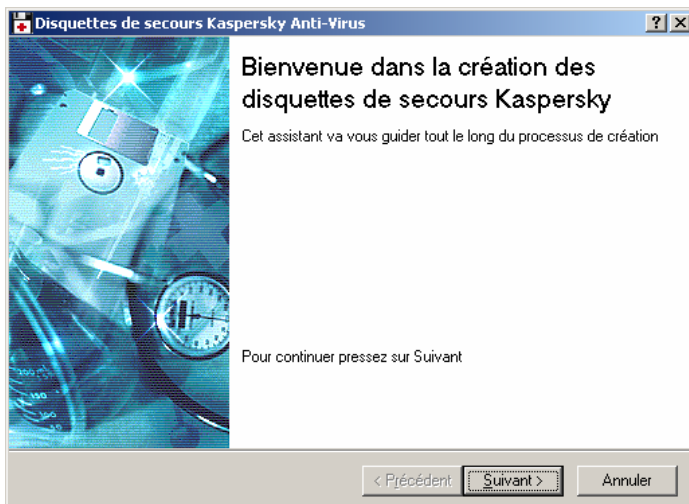 Disquettes de secours Kaspersky Anti-Virus
Bienvenue dans la création des
disquettes de secours Kaspersky
Cet assistant va vous guider tout le long du processus de création
Pour continuer pressez sur Suivant
< Précédent
Suivant >
Annuler